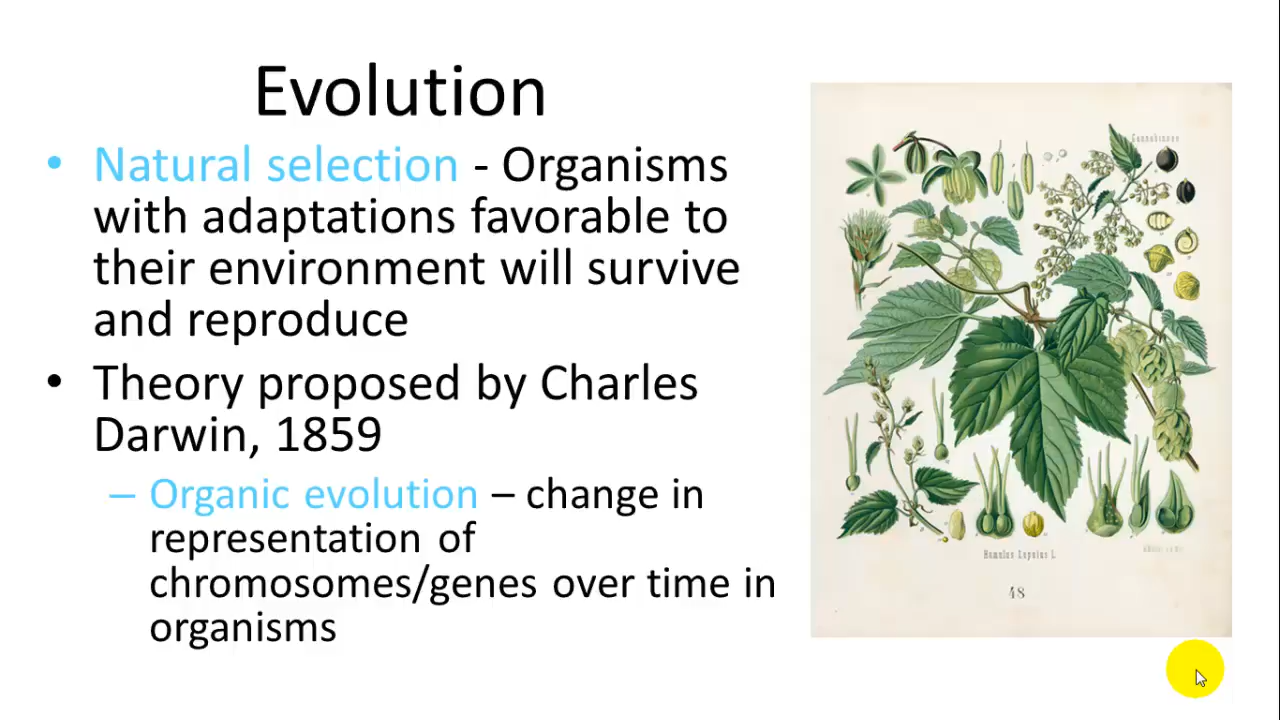 Evolution
• Natural selection - Organisms
with adaptations favorable to
their environment will survive
and reproduce
• Theory proposed by Charles
Darwin, 1859
– Organic evolution – change in
representation of
chromosomes/genes over time in
organisms
Humulus Lupulus L.
48